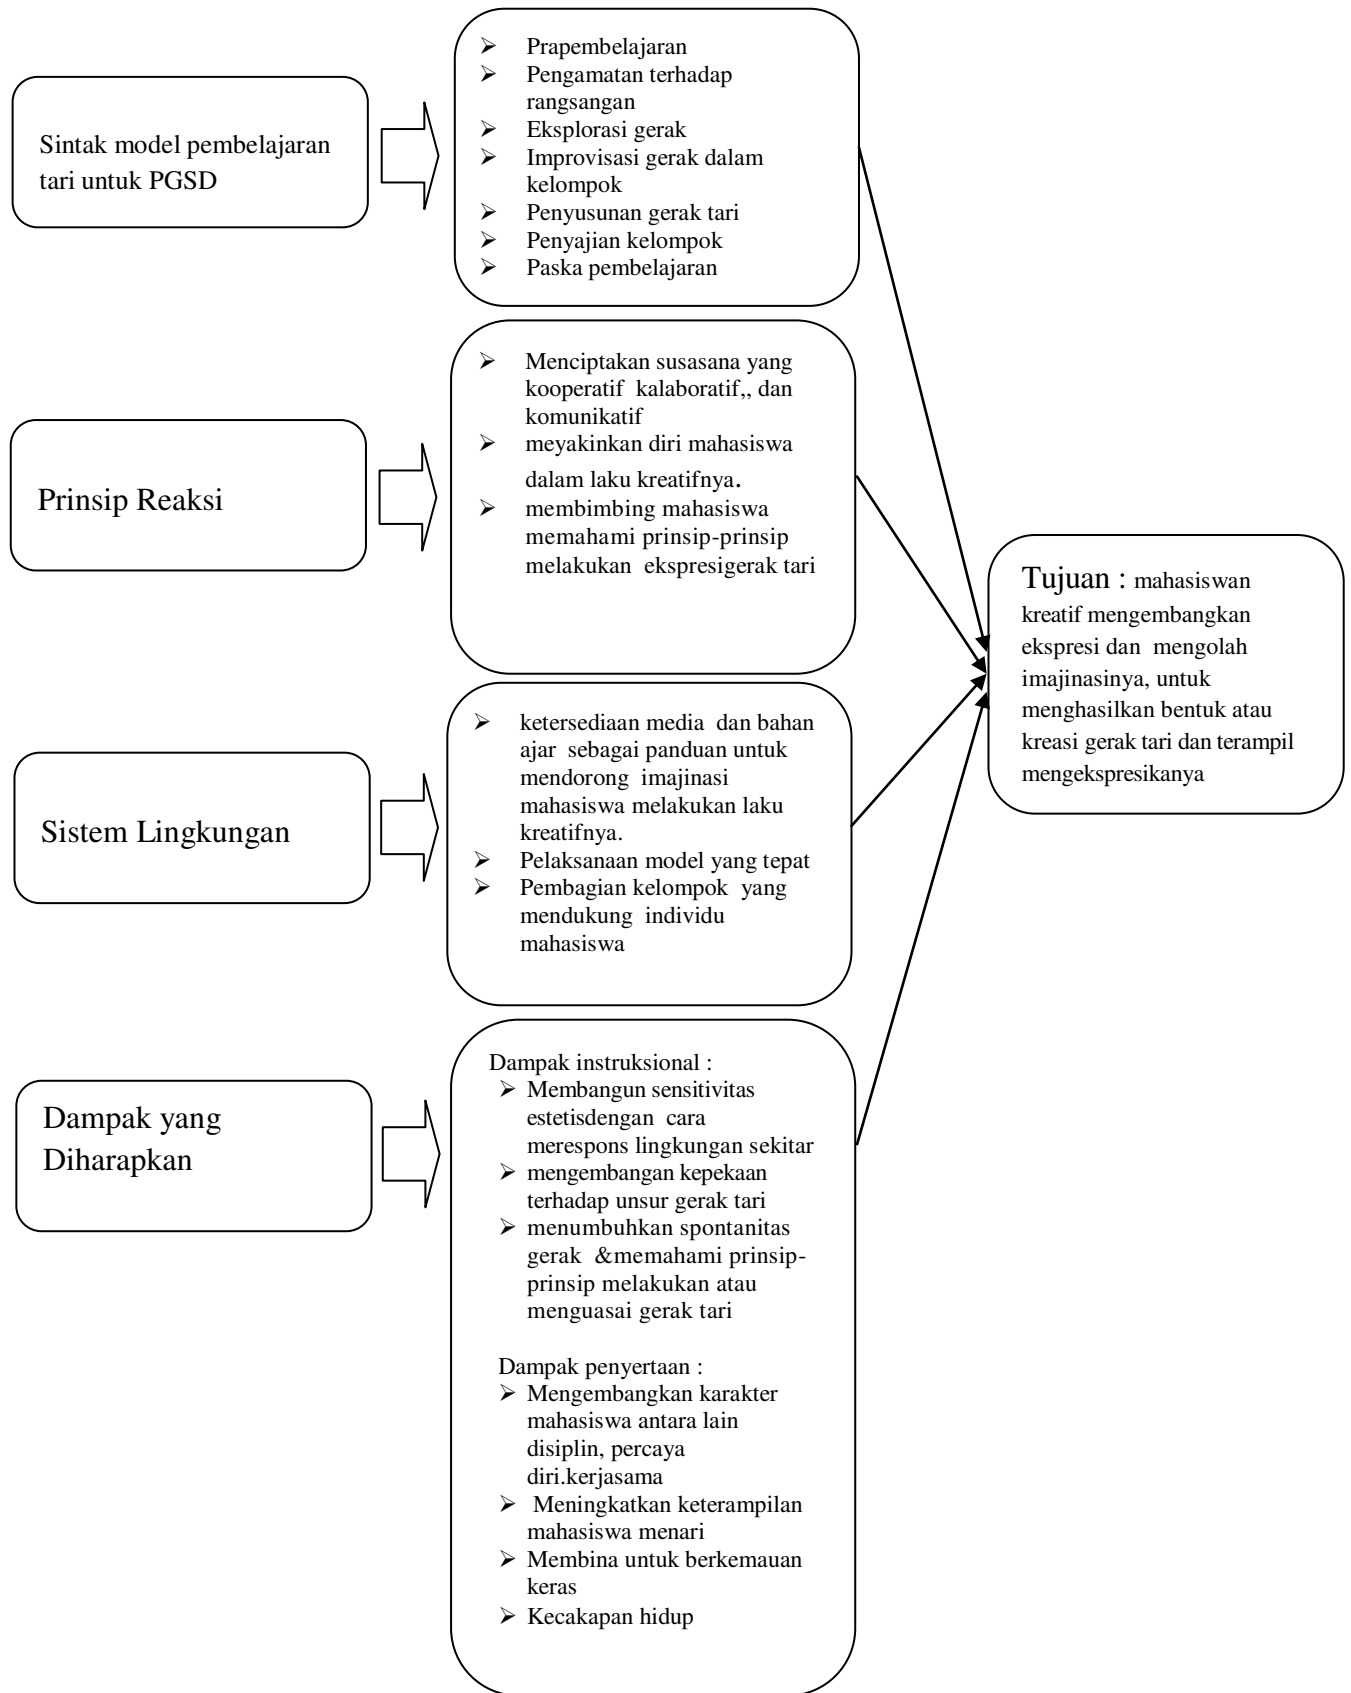 Sintak model pembelajaran
tari untuk PGSD
➢ Prapembelajaran
➢ Pengamatan terhadap
rangsangan
➢ Eksplorasi gerak
➢ Improvisasi gerak dalam
kelompok
➢ Penyusunan gerak tari
➢ Penyajian kelompok
➢ Paska pembelajaran
Prinsip Reaksi
➢ Menciptakan susasana yang
kooperatif kalaboratif,, dan
komunikatif
➢ meyakinkan diri mahasiswa
dalam laku kreatifnya.
➢ membimbing mahasiswa
memahami prinsip-prinsip
melakukan ekspresigerak tari
Sistem Lingkungan
➢ ketersediaan media dan bahan
ajar sebagai panduan untuk
mendorong imajinasi
mahasiswa melakukan laku
kreatifnya.
➢ Pelaksanaan model yang tepat
➢ Pembagian kelompok yang
mendukung individu
mahasiswa
Dampak yang
Diharapkan
Dampak instruksional :
➢ Membangun sensitivitas
estetisdengan cara
merespons lingkungan sekitar
➢ mengembangan kepekaan
terhadap unsur gerak tari
➢ menumbuhkan spontanitas
gerak &memahami prinsip-
prinsip melakukan atau
menguasai gerak tari
Dampak penyertaan :
➢ Mengembangkan karakter
mahasiswa antara lain
disiplin, percaya
diri.kerjasama
➢ Meningkatkan keterampilan
mahasiswa menari
➢ Membina untuk berkemauan
keras
➢ Kecakapan hidup
Tujuan : mahasiswan
kreatif mengembangkan
ekspresi dan mengolah
imajinasinya, untuk
menghasilkan bentuk atau
kreasi gerak tari dan terampil
mengekspresikanya